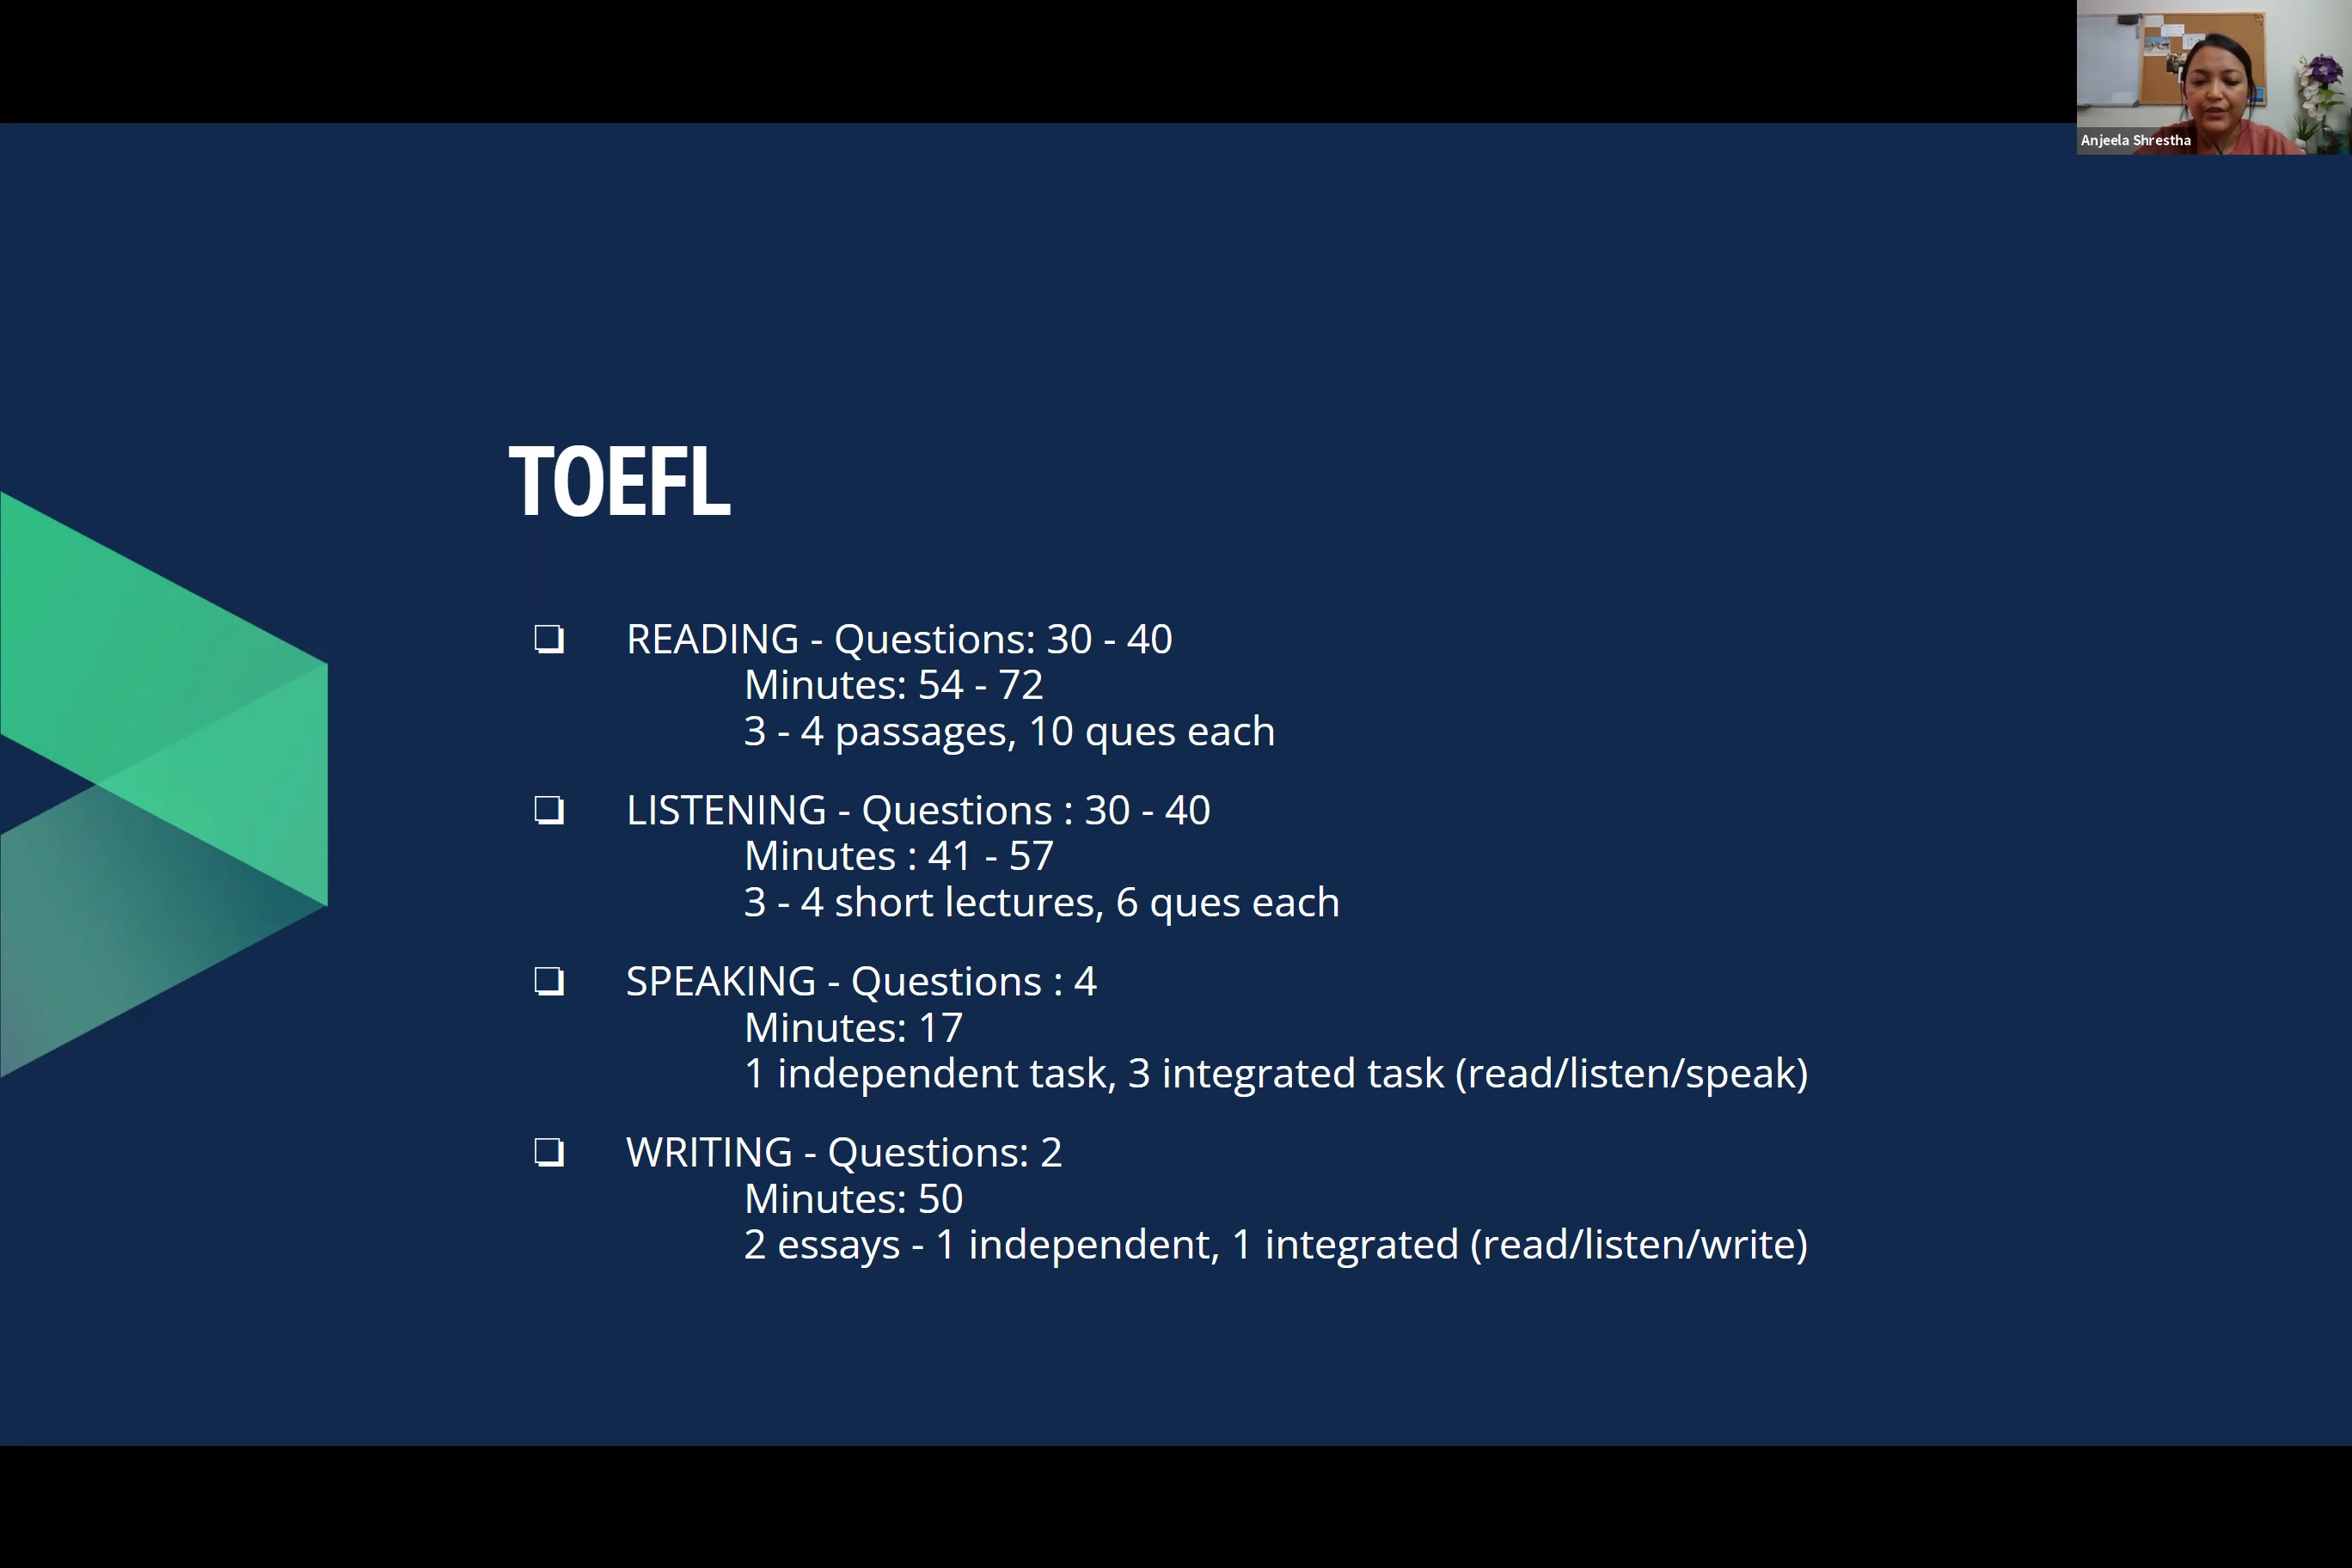 Anjeela Shrestha
TOEFL
❏ READING - Questions: 30 - 40
Minutes: 54 - 72
3 - 4 passages, 10 ques each
❏ LISTENING - Questions : 30 - 40
Minutes : 41 - 57
3 - 4 short lectures, 6 ques each
❏ SPEAKING - Questions : 4
Minutes: 17
1 independent task, 3 integrated task (read/listen/speak)
❏ WRITING - Questions: 2
Minutes: 50
2 essays - 1 independent, 1 integrated (read/listen/write)